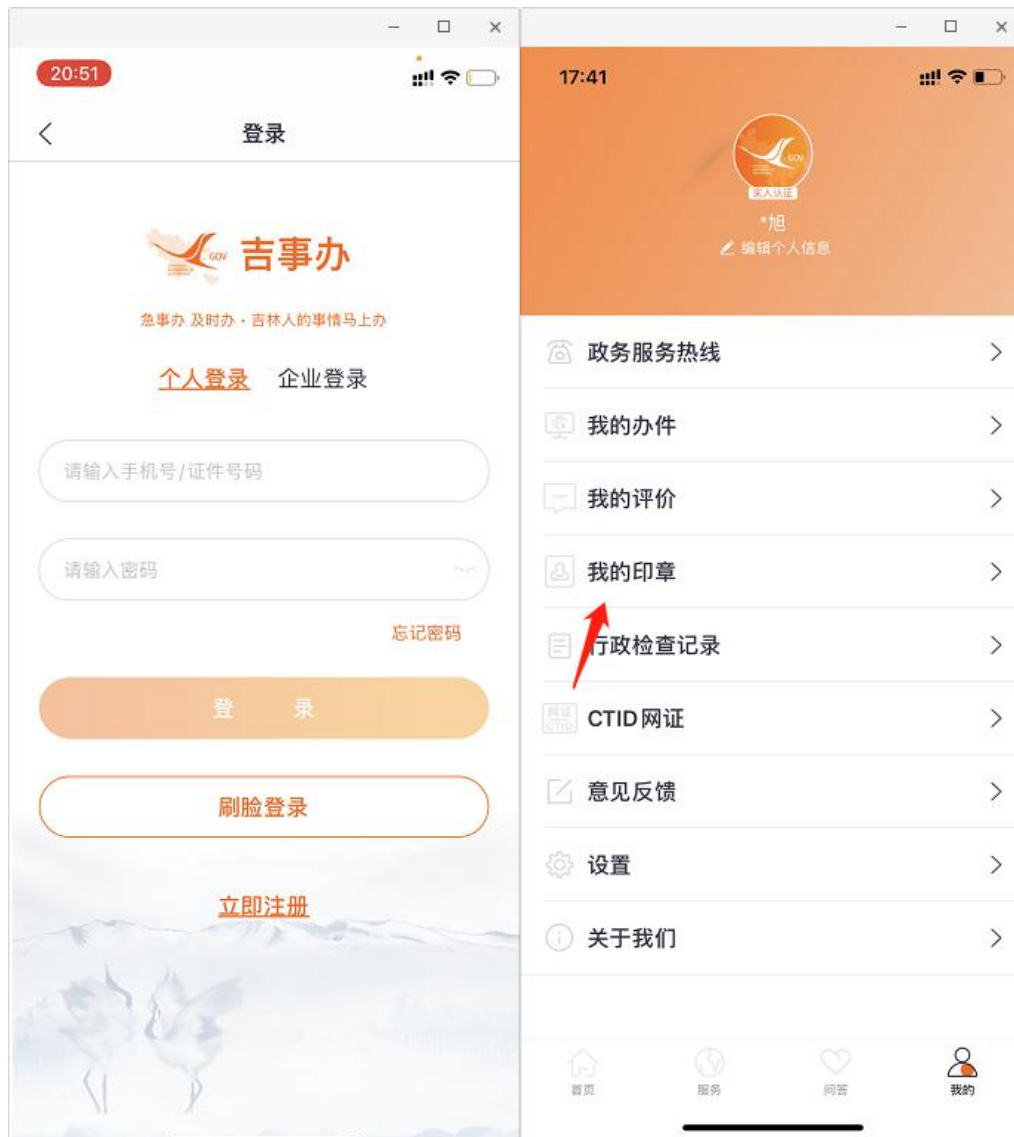 20:51
登录
GOV 吉事办
急事办 及时办·吉林人的事情马上办
个人登录 企业登录
请输入手机号/证件号码
请输入密码
忘记密码
登 录
刷脸登录
立即注册
17:41
GOV
实人认证
*旭
编辑个人信息
政务服务热线
我的办件
我的评价
我的印章
行政检查记录
网证
CTID
CTID网证
意见反馈
设置
关于我们
首页 服务 问答 我的